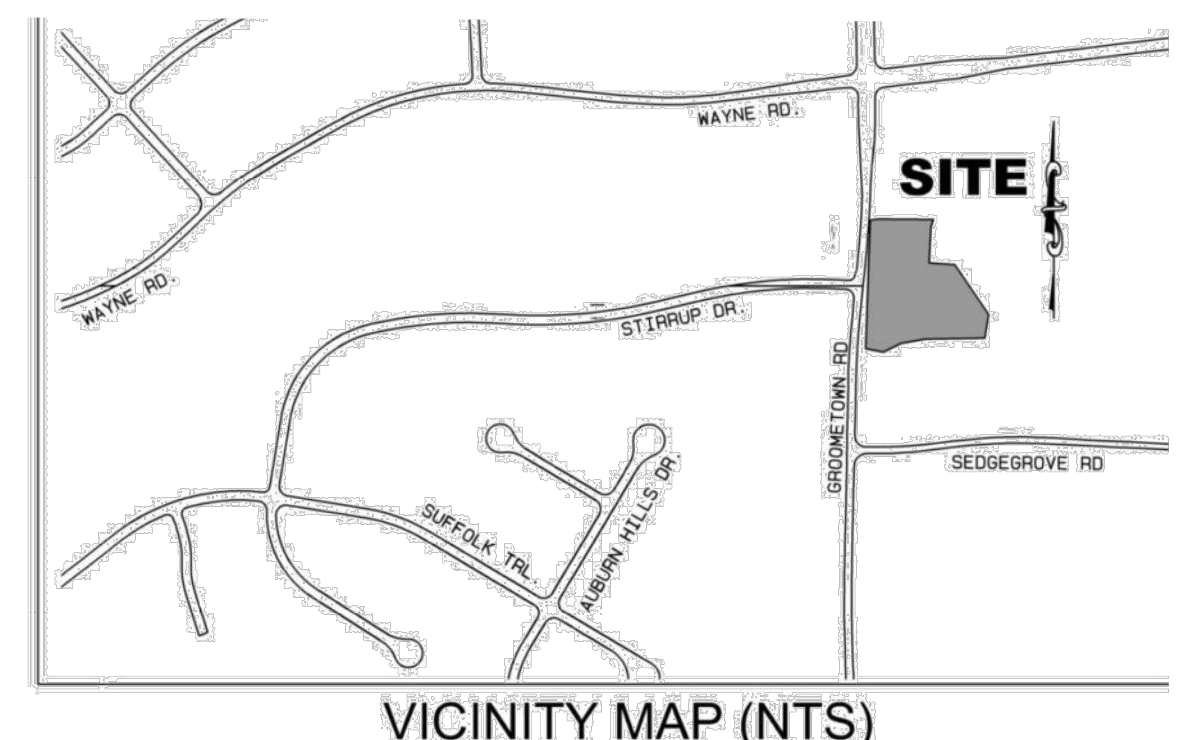 WAYNE RD.
SITE
WAYNE RD.
STIRRUP DR.
GROOMETOWN RD
SEDGEGROVE RD
AUBURN HILLS DR.
SUFFOLK TRL.
VICINITY MAP (NTS)